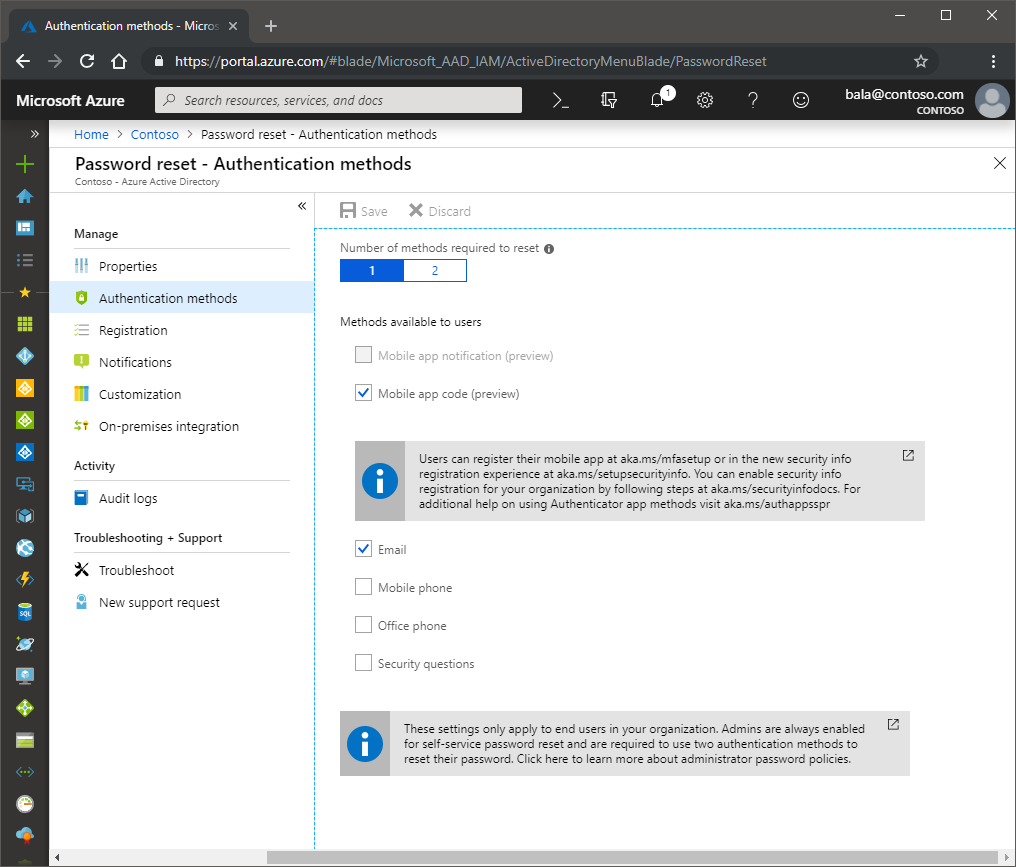 Authentication methods - Micros
https://portal.azure.com/#blade/Microsoft_AAD_IAM/ActiveDirectoryMenuBlade/PasswordReset
Microsoft Azure
Search resources, services, and docs
1
bala@contoso.com
CONTOSO
Home > Contoso > Password reset - Authentication methods
Password reset - Authentication methods
Contoso - Azure Active Directory
Manage
Properties
Authentication methods
Registration
Notifications
Customization
On-premises integration
Activity
Audit logs
Troubleshooting + Support
Troubleshoot
New support request
Save
Discard
Number of methods required to reset
1
2
Methods available to users
Mobile app notification (preview)
Mobile app code (preview)
Users can register their mobile app at aka.ms/mfasetup or in the new security info
registration experience at aka.ms/setupsecurityinfo. You can enable security info
registration for your organization by following steps at aka.ms/securityinfodocs. For
additional help on using Authenticator app methods visit aka.ms/authappsspr
Email
Mobile phone
Office phone
Security questions
These settings only apply to end users in your organization. Admins are always enabled
for self-service password reset and are required to use two authentication methods to
reset their password. Click here to learn more about administrator password policies.
SQL